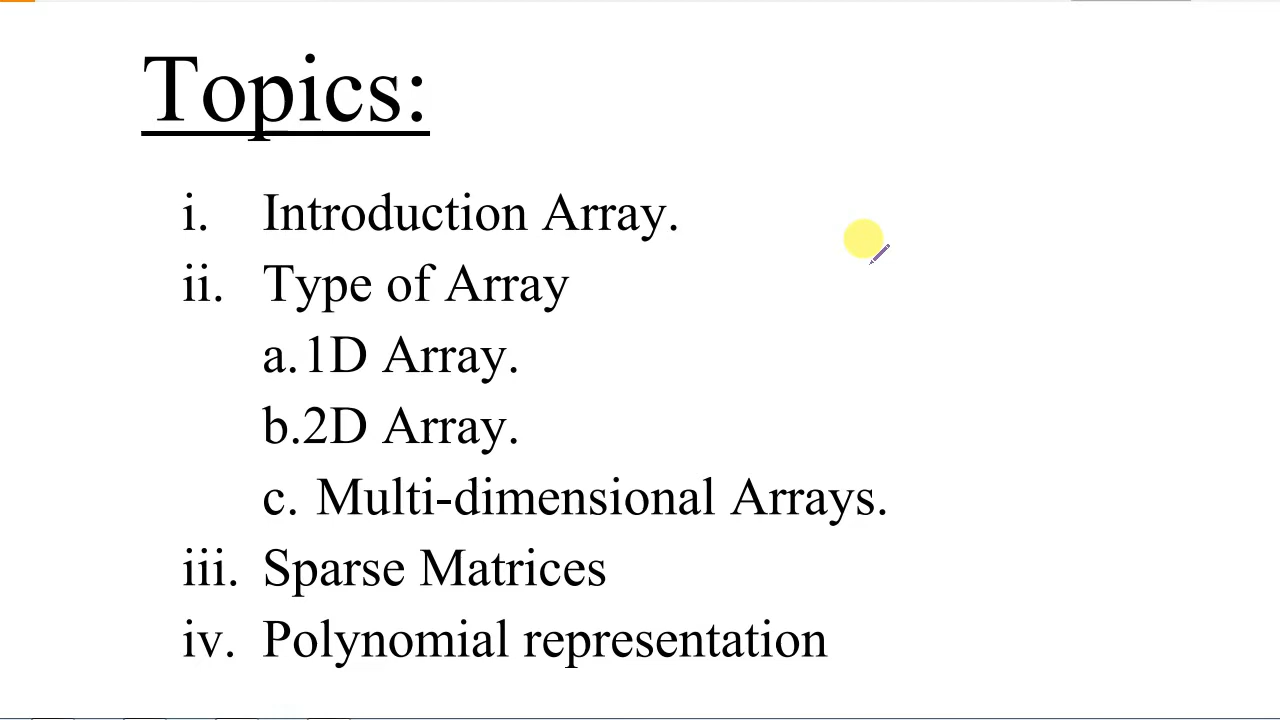 Topics:
i. Introduction Array.
ii. Type of Array
a. 1D Array.
b. 2D Array.
c. Multi-dimensional Arrays.
iii. Sparse Matrices
iv. Polynomial representation